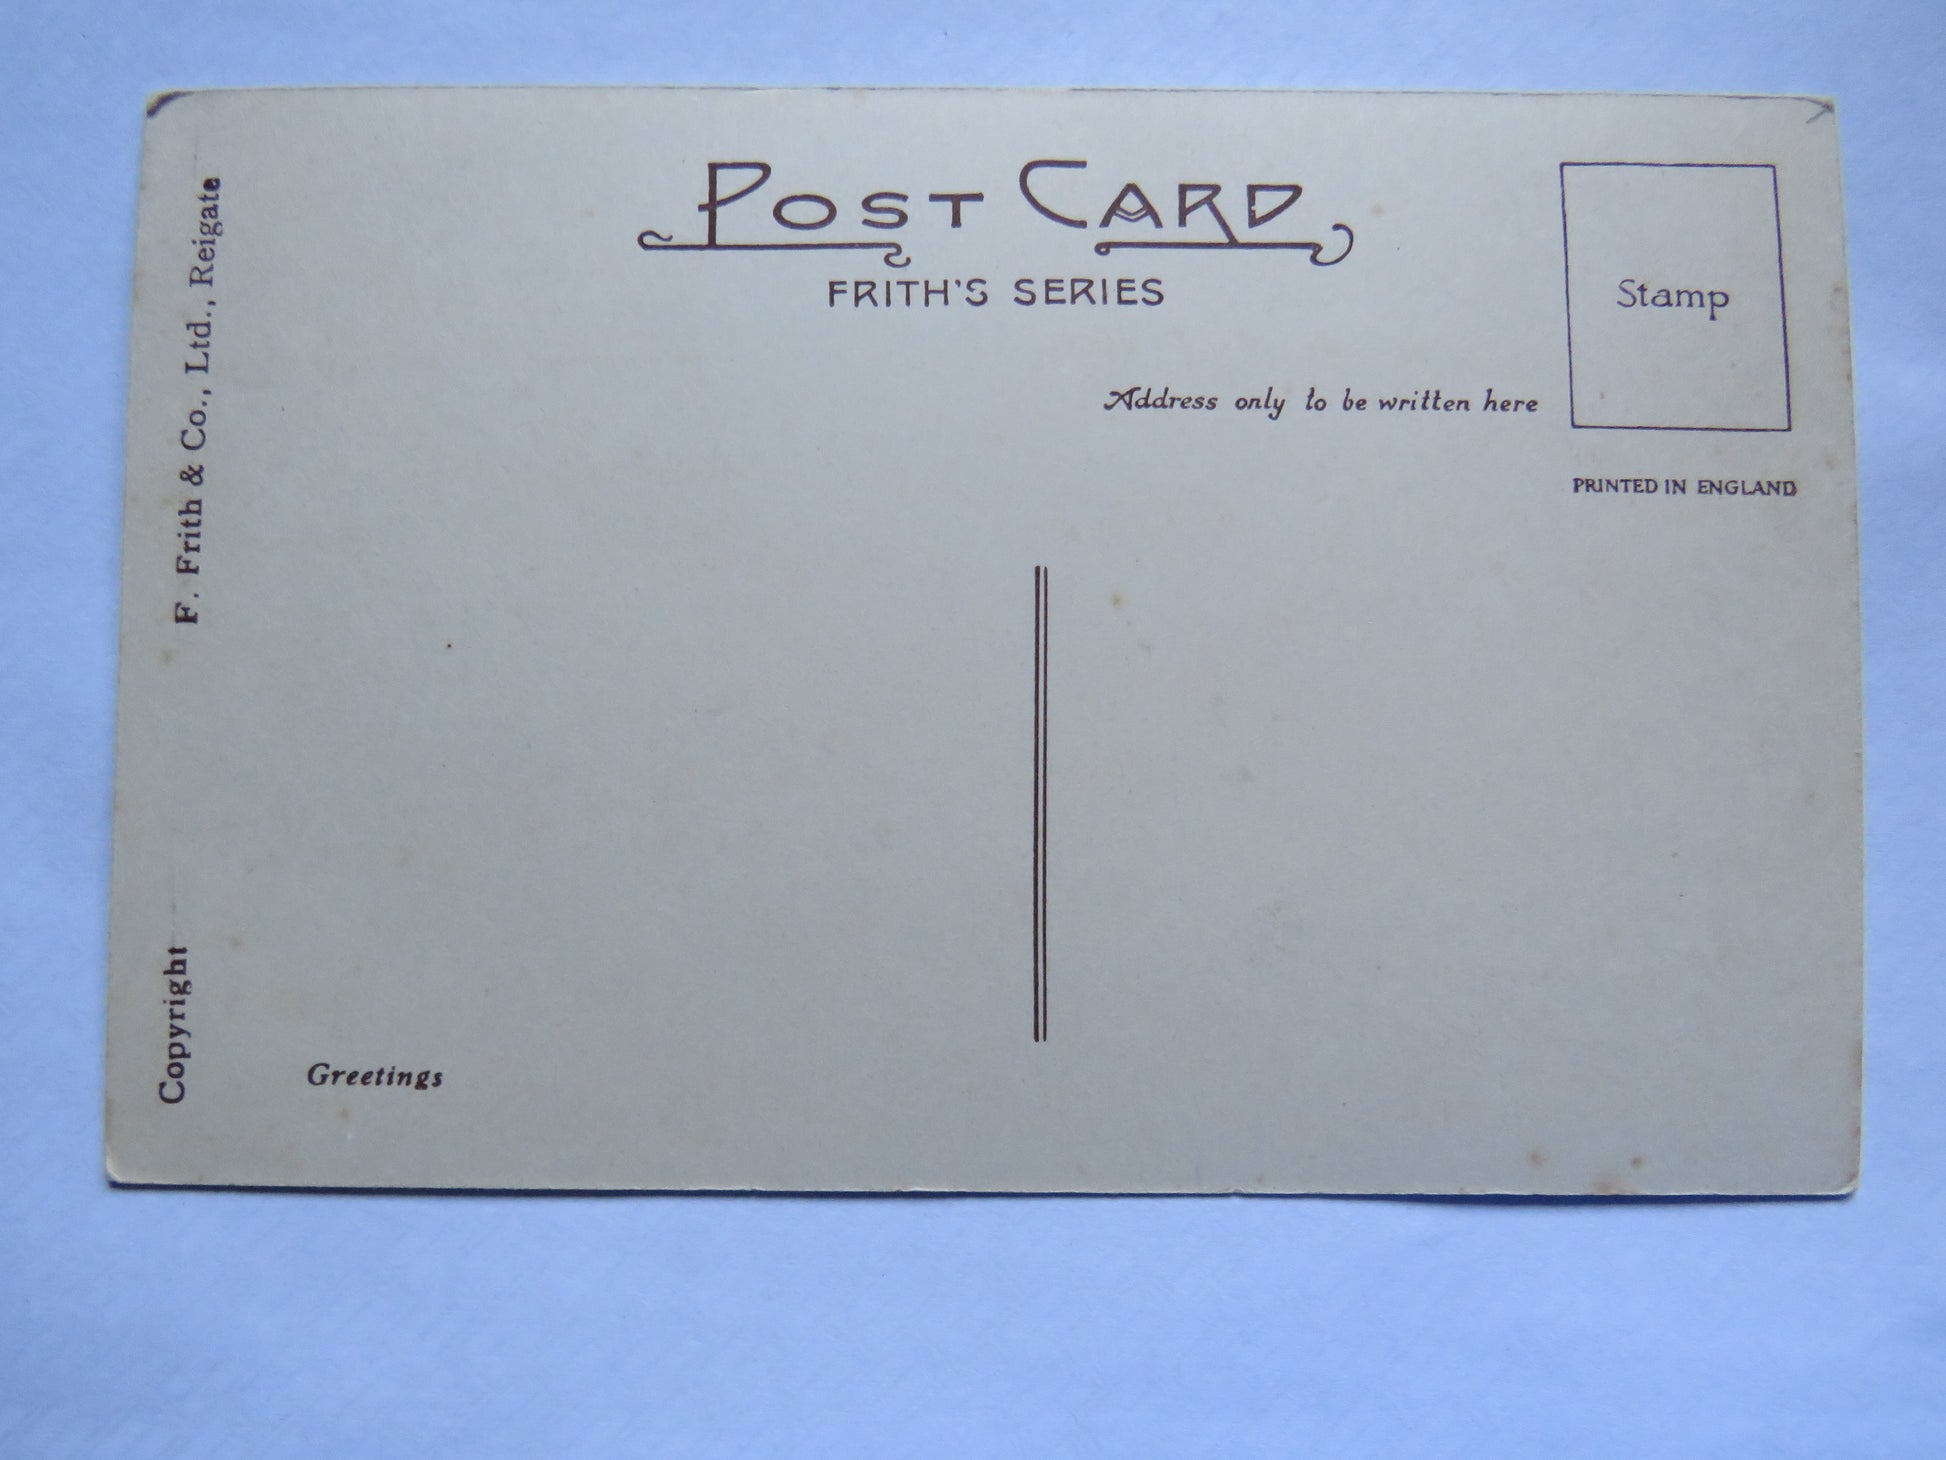 POST CARD
FRITH'S SERIES
Stamp
Address only to be written here
PRINTED IN ENGLAND
Copyright F. Frith & Co., Ltd., Reigate
Greetings